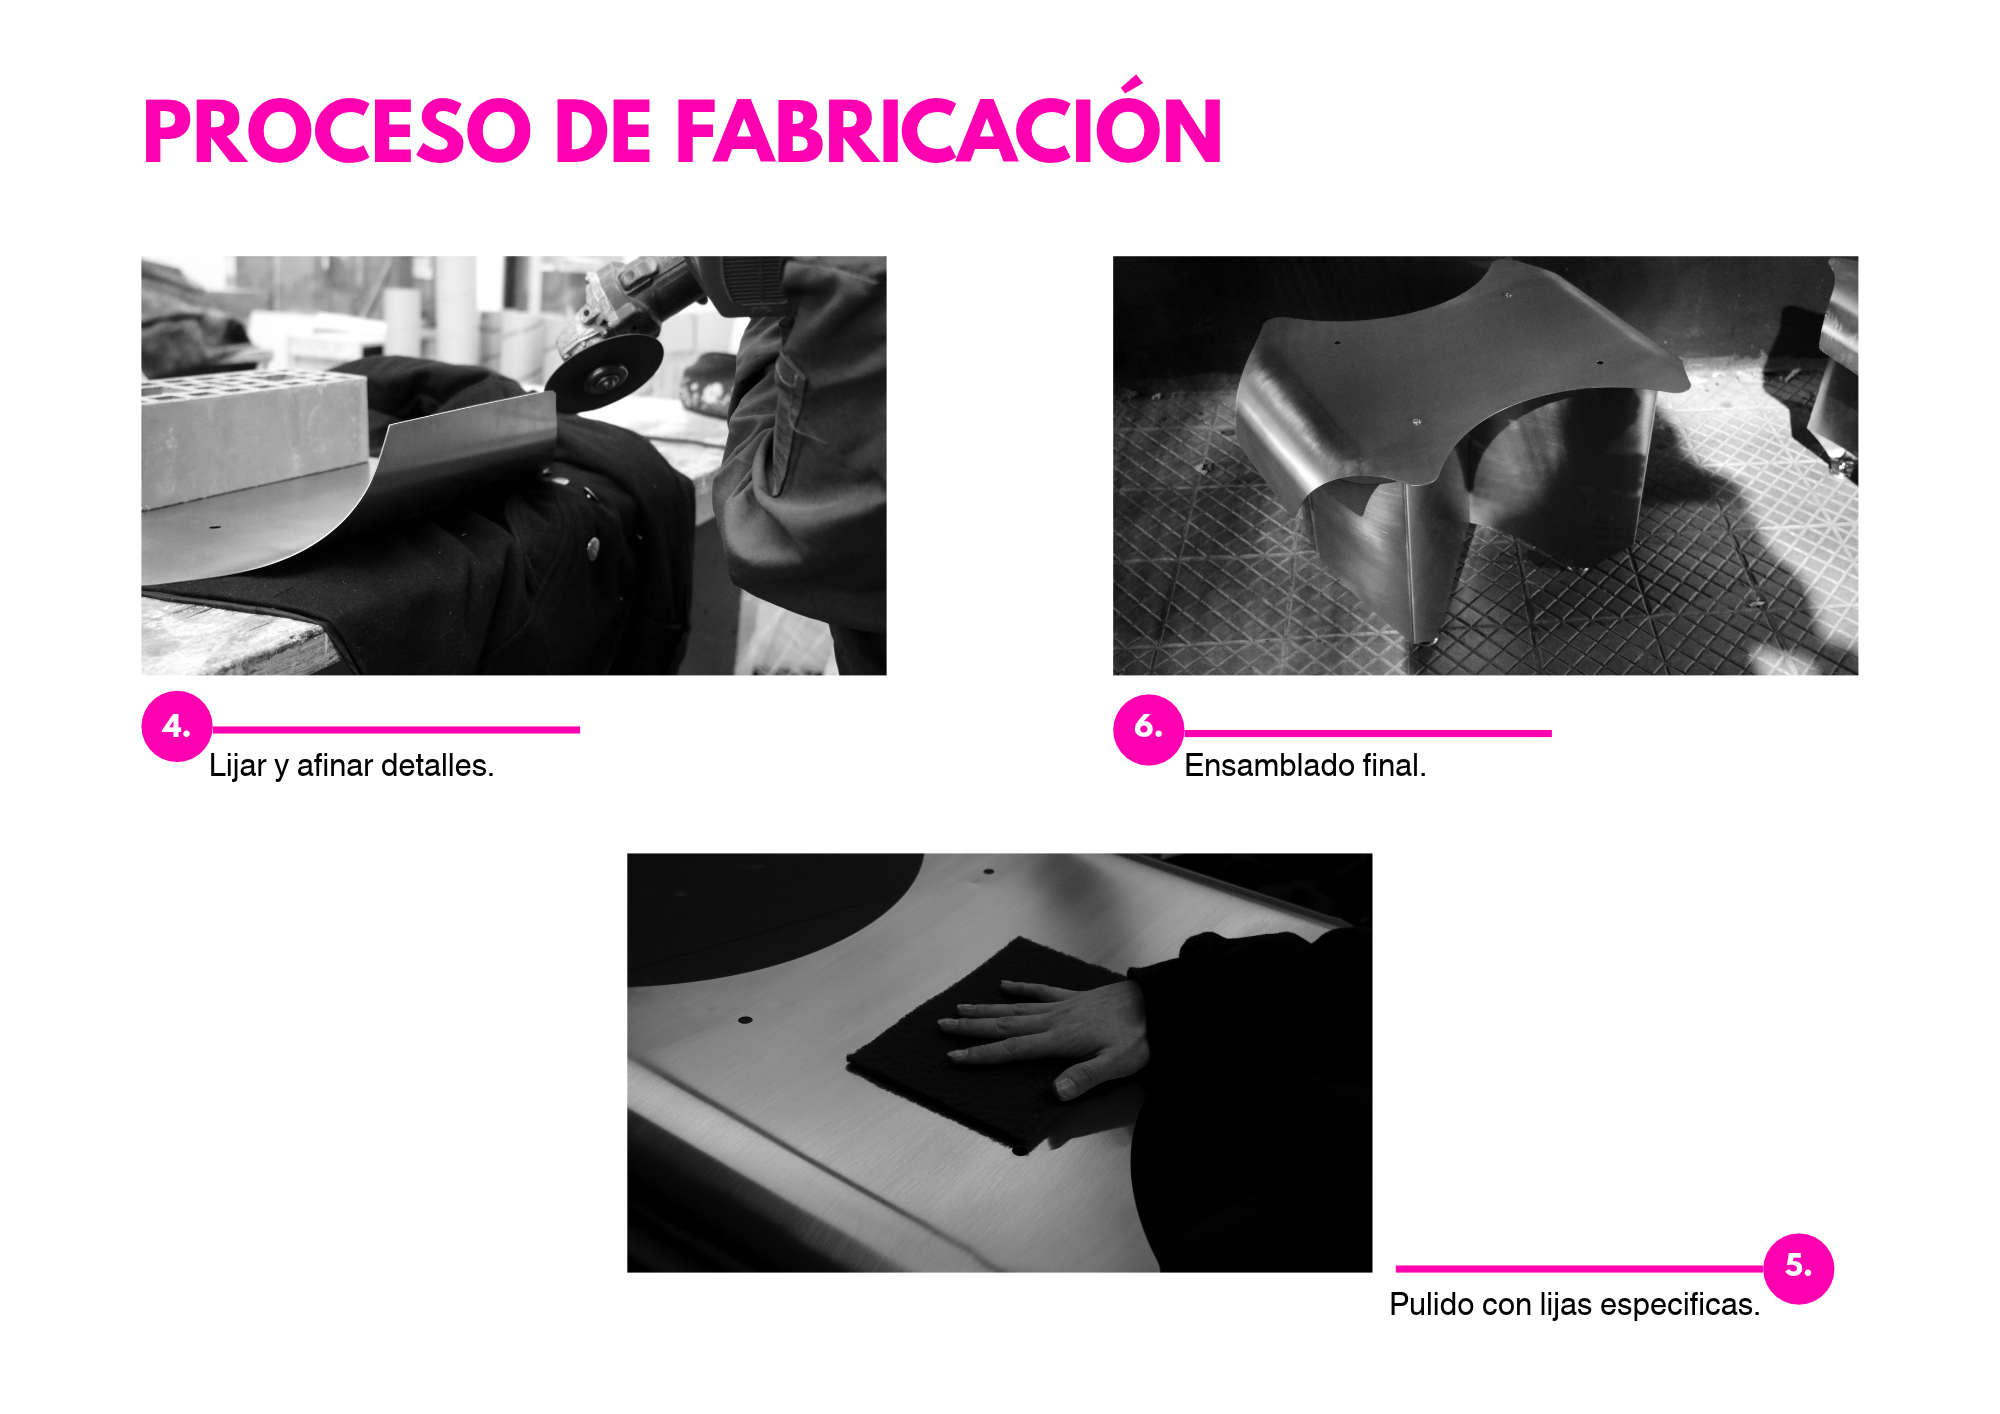 PROCESO DE FABRICACIÓN
4.
Lijar y afinar detalles.
6.
Ensamblado final.
5.
Pulido con lijas especificas.